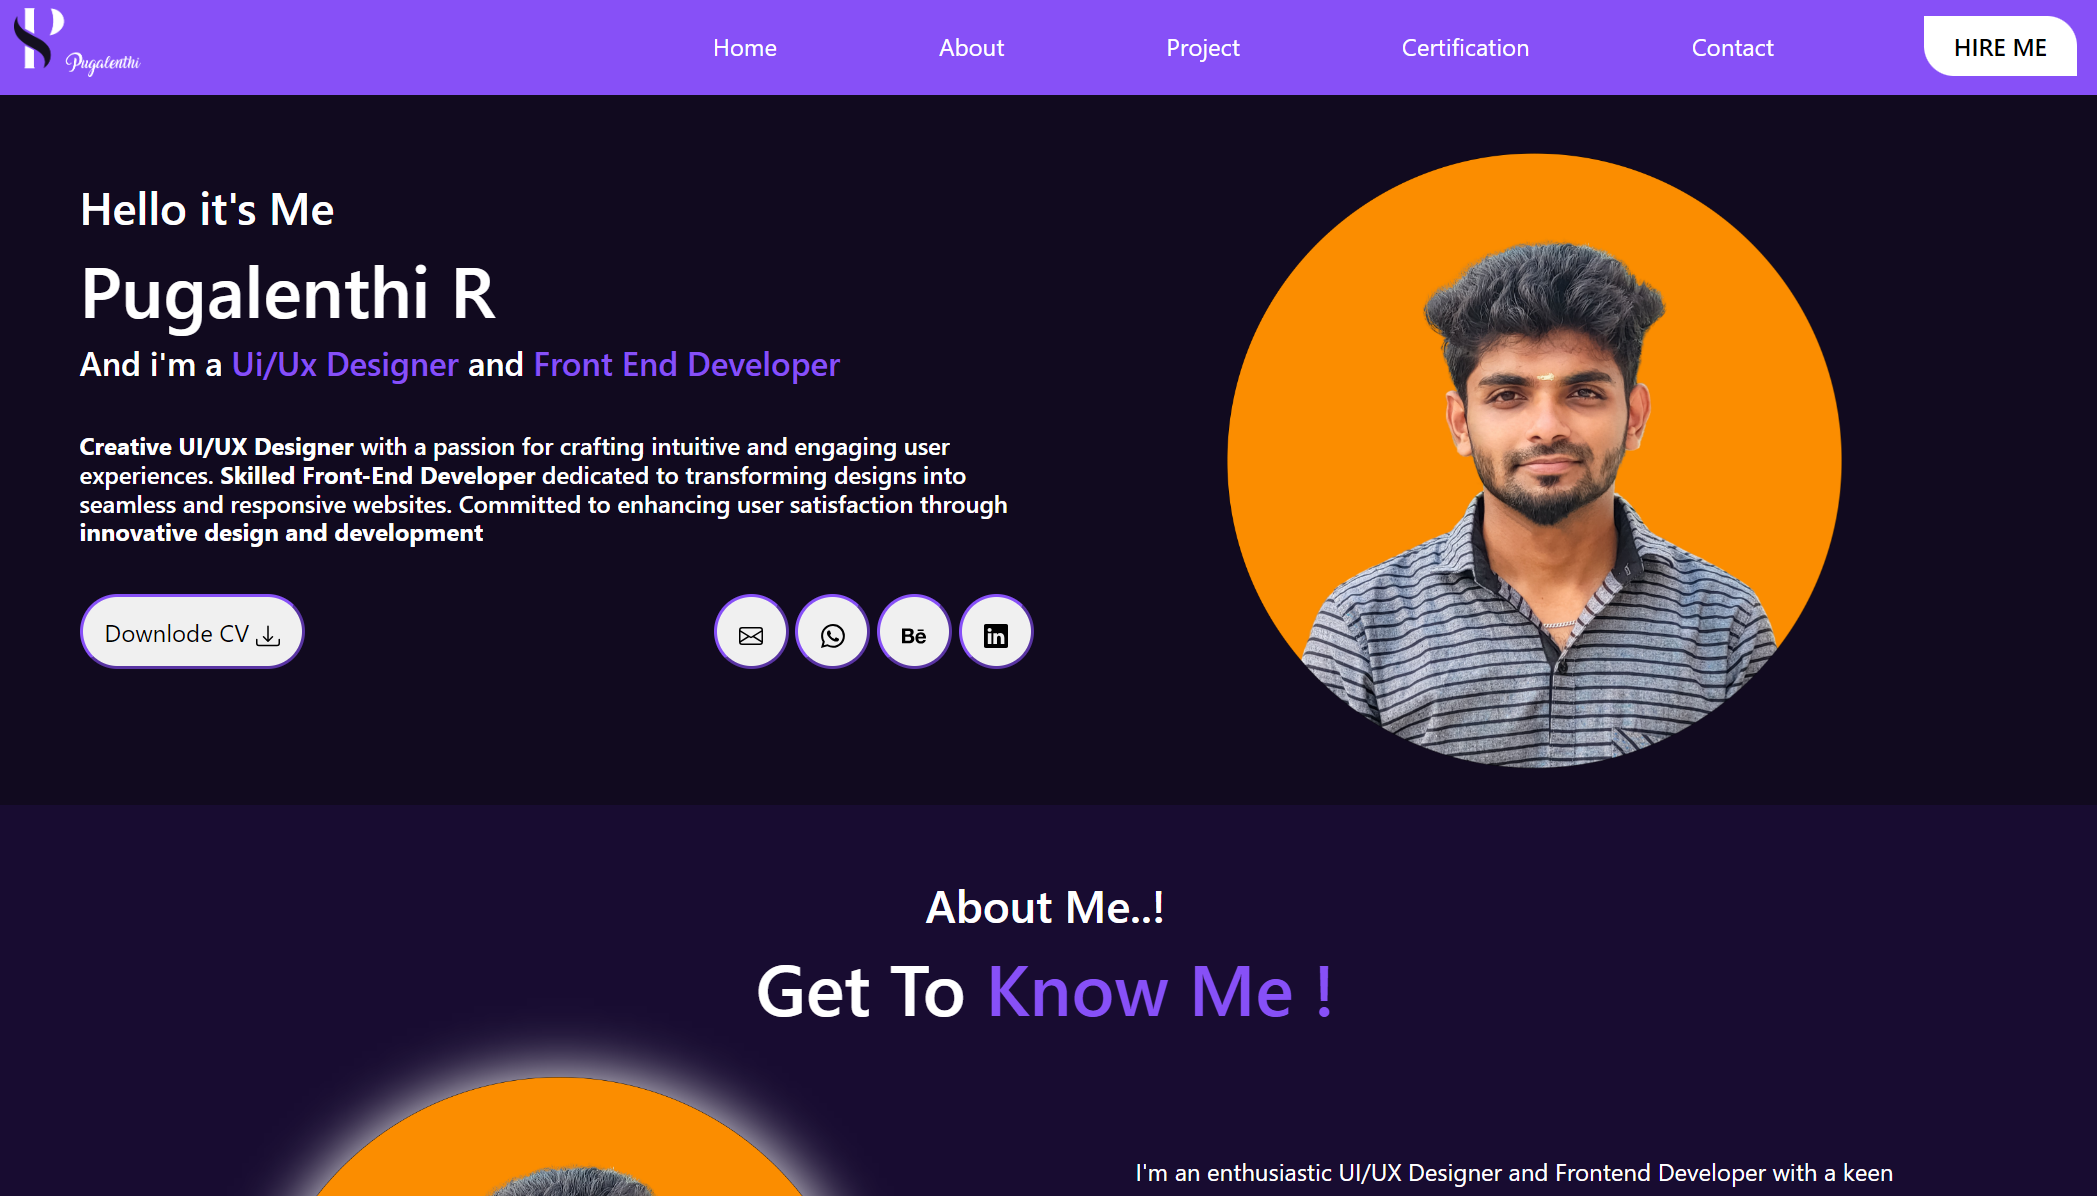 Pugalenthi
Home
About
Project
Certification
Contact
HIRE ME
Hello it's Me
Pugalenthi R
And i'm a Ui/Ux Designer and Front End Developer
Creative UI/UX Designer with a passion for crafting intuitive and engaging user
experiences. Skilled Front-End Developer dedicated to transforming designs into
seamless and responsive websites. Committed to enhancing user satisfaction through
innovative design and development
Downlode CV
Bē
in
About Me..!
Get To Know Me !
I'm an enthusiastic UI/UX Designer and Frontend Developer with a keen